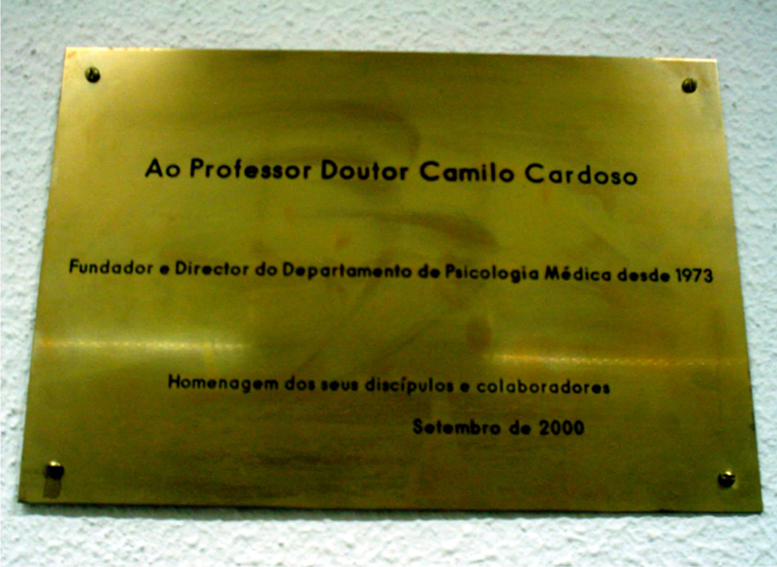 Ao Professor Doutor Camilo Cardoso
Fundador e Director do Departamento de Psicologia Médica desde 1973
Homenagem dos seus discípulos e colaboradores
Setembro de 2000